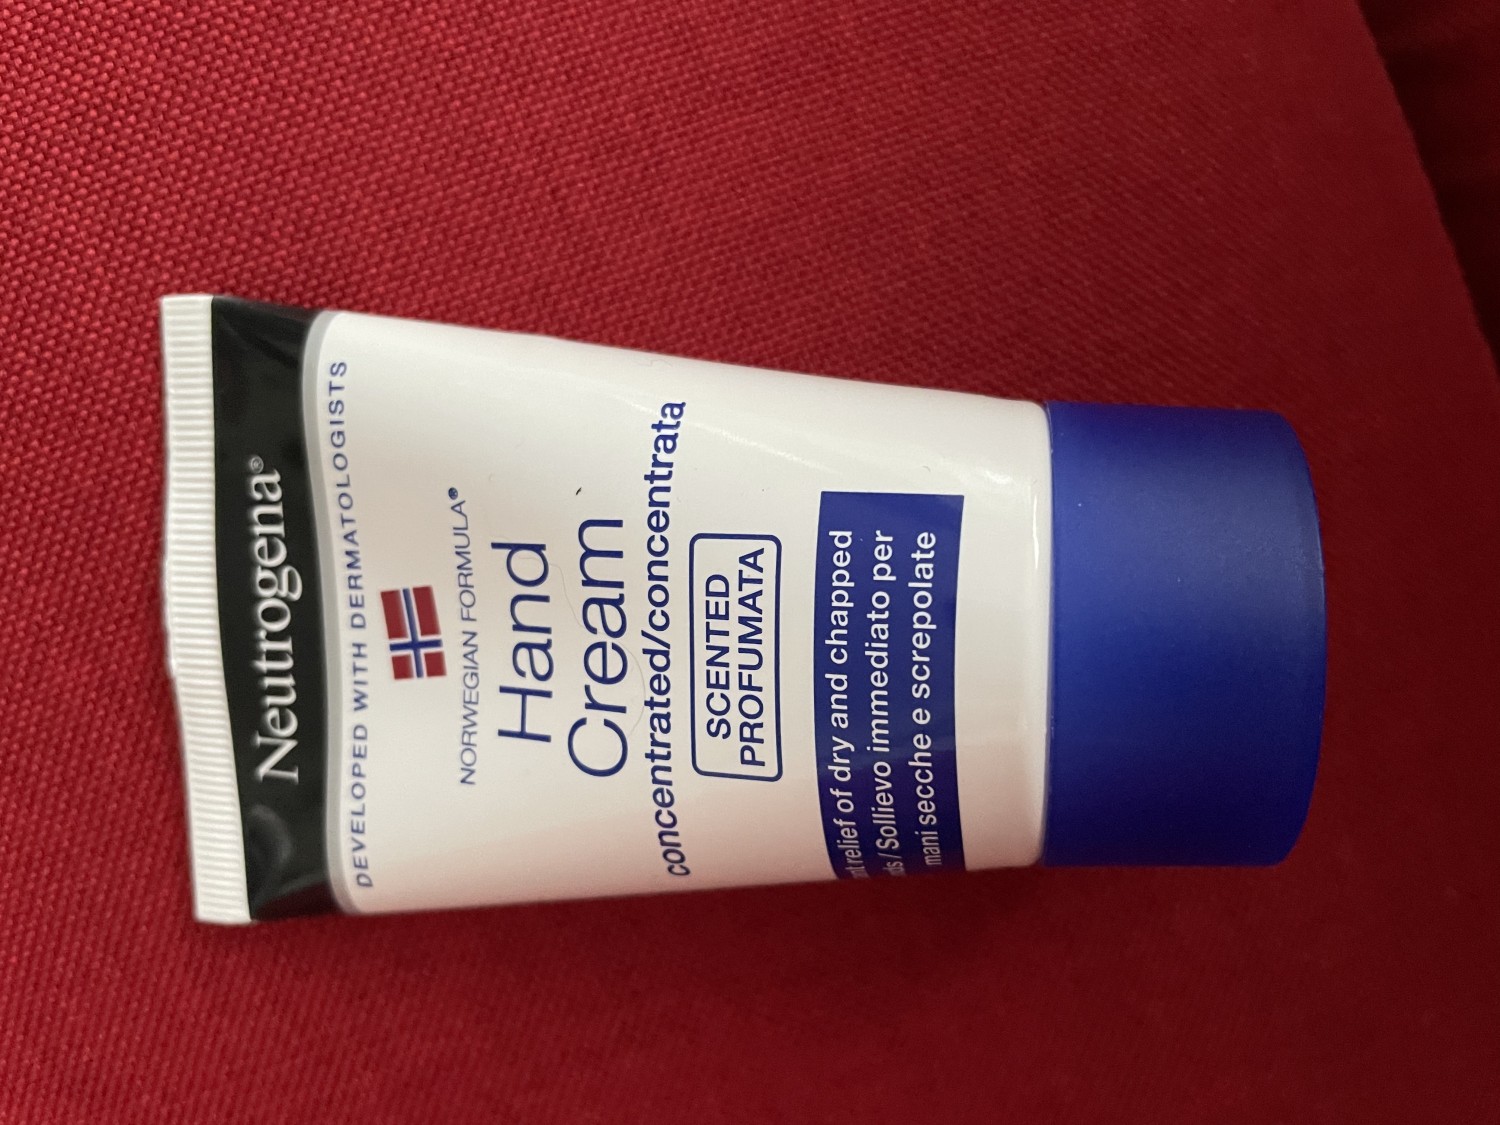 Neutrogena®
DEVELOPED WITH DERMATOLOGISTS
NORWEGIAN FORMULA®
Hand
Cream
concentrated/concentrata
SCENTED
PROFUMATA
relief of dry and chapped
/ Sollievo immediato per
mani secche e screpolate